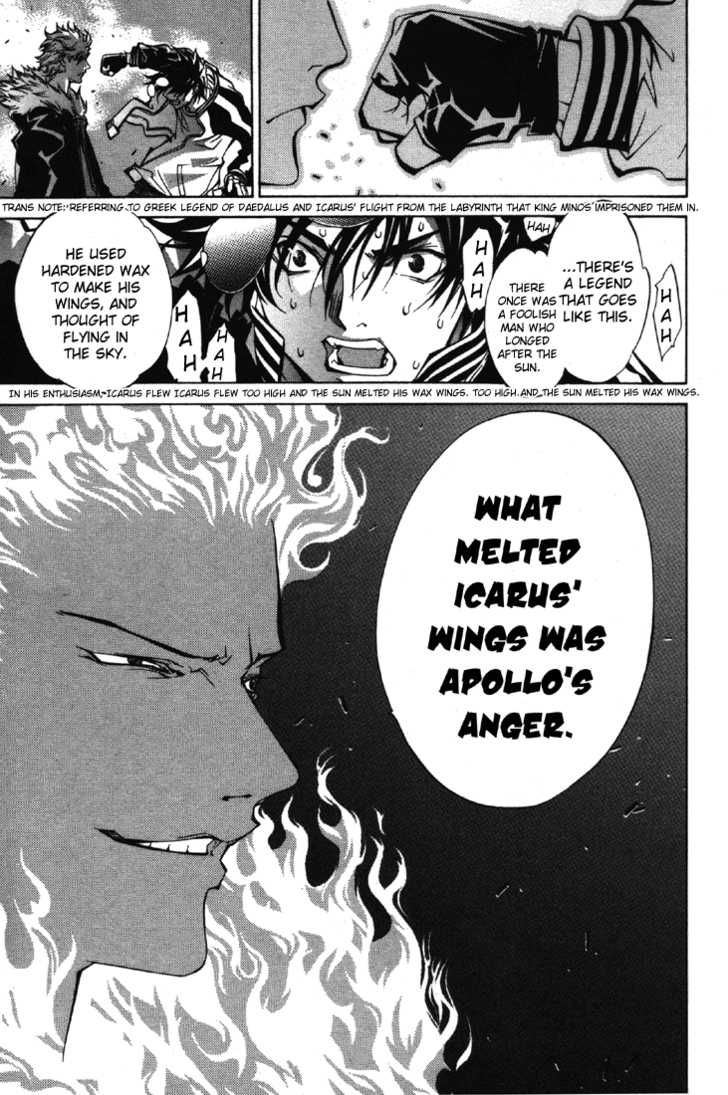 TRANS NOTE: REFERRING TO GREEK LEGEND OF DAEDALUS AND ICARUS' FLIGHT FROM THE LABYRINTH THAT KING MINOS IMPRISONED THEM IN.
...THERE'S
A LEGEND
THAT GOES
LIKE THIS.
THERE
ONCE WAS
A FOOLISH
MAN WHO
LONGED
AFTER THE
SUN.
HAH
HAH
HAH
HAH
HAH
HE USED
HARDENED WAX
TO MAKE HIS
WINGS, AND
THOUGHT OF
FLYING IN
THE SKY.
IN HIS ENTHUSIASM, ICARUS FLEW ICARUS FLEW TOO HIGH AND THE SUN MELTED HIS WAX WINGS. TOO HIGH AND THE SUN MELTED HIS WAX WINGS.
WHAT
MELTED
ICARUS'
WINGS WAS
APOLLO'S
ANGER.